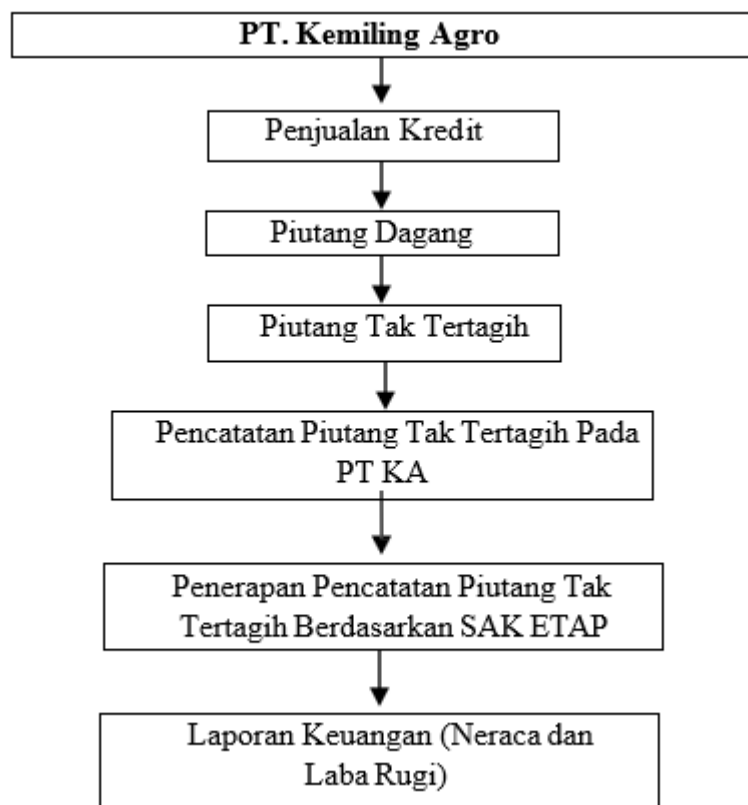 PT. Kemiling Agro
Penjualan Kredit
Piutang Dagang
Piutang Tak Tertagih
Pencatatan Piutang Tak Tertagih Pada
PT KA
Penerapan Pencatatan Piutang Tak
Tertagih Berdasarkan SAK ETAP
Laporan Keuangan (Neraca dan
Laba Rugi)